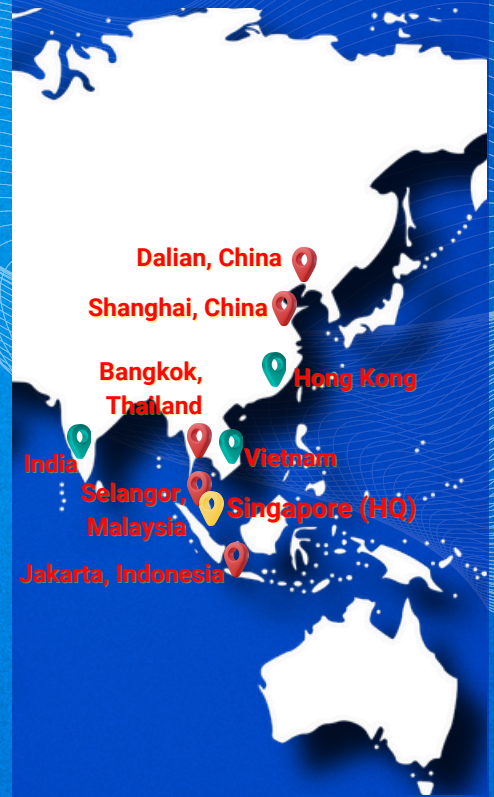 Dalian, China
Shanghai, China
Bangkok,
Thailand
Hong Kong
India
Vietnam
Selangor,
Malaysia
Singapore (HQ)
Jakarta, Indonesia